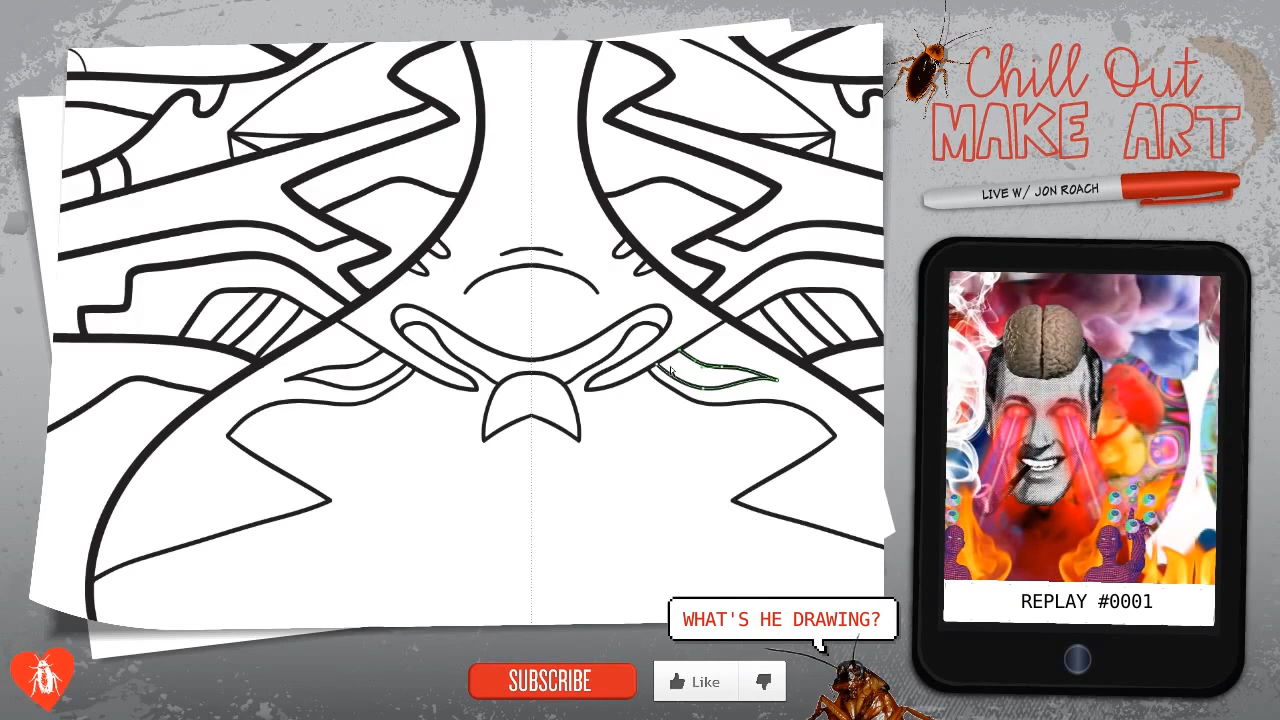 Chill Out
MAKE ART
LIVE W/ JON ROACH
REPLAY #0001
WHAT'S HE DRAWING?
SUBSCRIBE
Like